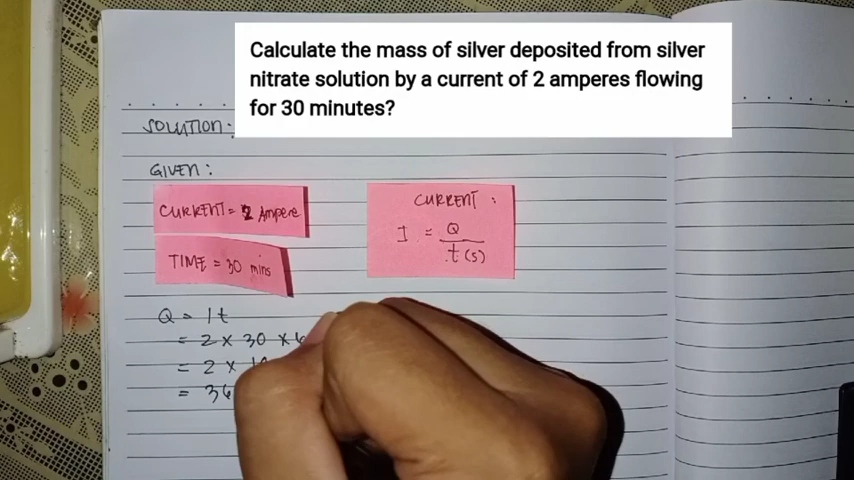 Calculate the mass of silver deposited from silver
nitrate solution by a current of 2 amperes flowing
for 30 minutes?
SOLUTION:
GIVEN:
CURRENT = 2 Ampere
TIME = 30 mins
CURRENT:
I = Q
t(s)
Q = It
= 2 × 30 ×
= 2 ×
=